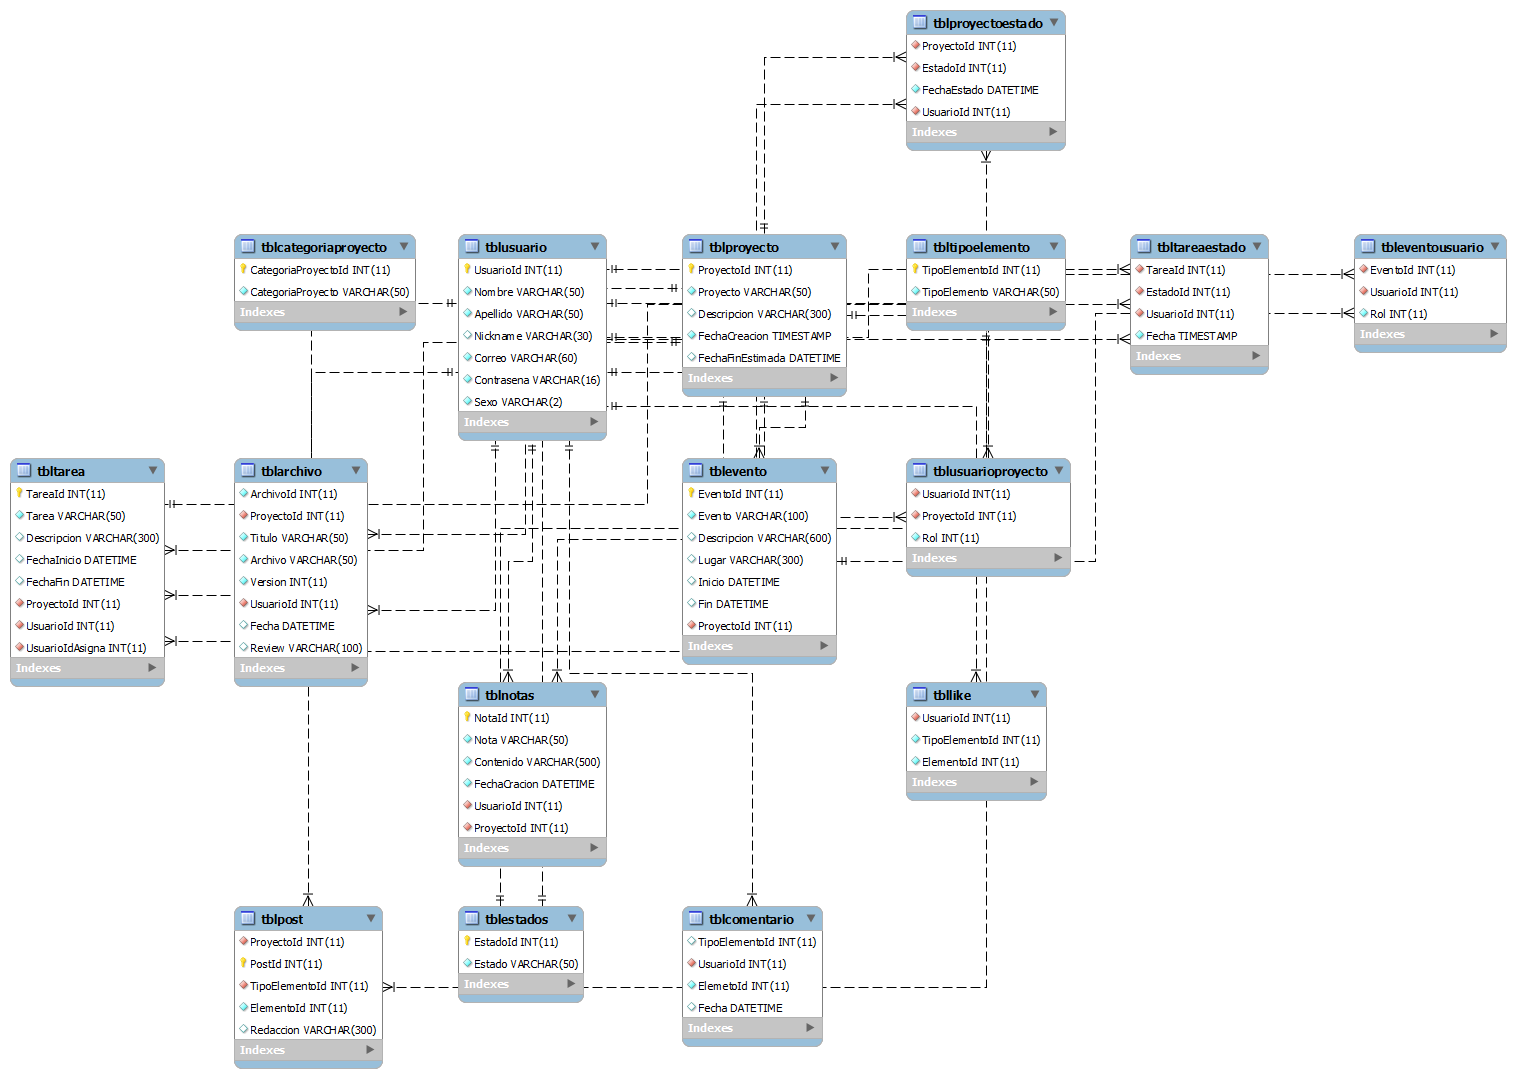 tblproyectoestado
ProyectoId INT(11)
EstadoId INT(11)
FechaEstado DATETIME
UsuarioId INT(11)
Indexes
tblcategoriaproyecto
CategoriaProyectoId INT(11)
CategoriaProyecto VARCHAR(50)
Indexes
tblusuario
UsuarioId INT(11)
Nombre VARCHAR(50)
Apellido VARCHAR(50)
Nickname VARCHAR(30)
Correo VARCHAR(60)
Contrasena VARCHAR(16)
Sexo VARCHAR(2)
Indexes
tblproyecto
ProyectoId INT(11)
Proyecto VARCHAR(50)
Descripcion VARCHAR(300)
FechaCreacion TIMESTAMP
FechaFinEstimada DATETIME
Indexes
tbltipoelemento
TipoElementoId INT(11)
TipoElemento VARCHAR(50)
Indexes
tbltareaestado
TareaId INT(11)
EstadoId INT(11)
UsuarioId INT(11)
Fecha TIMESTAMP
Indexes
tbleventousuario
EventoId INT(11)
UsuarioId INT(11)
Rol INT(11)
Indexes
tbltarea
TareaId INT(11)
Tarea VARCHAR(50)
Descripcion VARCHAR(300)
FechaInicio DATETIME
FechaFin DATETIME
ProyectoId INT(11)
UsuarioId INT(11)
UsuarioIdAsigna INT(11)
Indexes
tblarchivo
ArchivoId INT(11)
ProyectoId INT(11)
Titulo VARCHAR(50)
Archivo VARCHAR(50)
Version INT(11)
UsuarioId INT(11)
Fecha DATETIME
Review VARCHAR(100)
Indexes
tblevento
EventoId INT(11)
Evento VARCHAR(100)
Descripcion VARCHAR(600)
Lugar VARCHAR(300)
Inicio DATETIME
Fin DATETIME
ProyectoId INT(11)
Indexes
tblusuarioproyecto
UsuarioId INT(11)
ProyectoId INT(11)
Rol INT(11)
Indexes
tblnotas
NotaId INT(11)
Nota VARCHAR(50)
Contenido VARCHAR(500)
FechaCracion DATETIME
UsuarioId INT(11)
ProyectoId INT(11)
Indexes
tbllike
UsuarioId INT(11)
TipoElementoId INT(11)
ElementoId INT(11)
Indexes
tblpost
ProyectoId INT(11)
PostId INT(11)
TipoElementoId INT(11)
ElementoId INT(11)
Redaccion VARCHAR(300)
Indexes
tblestados
EstadoId INT(11)
Estado VARCHAR(50)
Indexes
tblcomentario
TipoElementoId INT(11)
UsuarioId INT(11)
ElemetoId INT(11)
Fecha DATETIME
Indexes